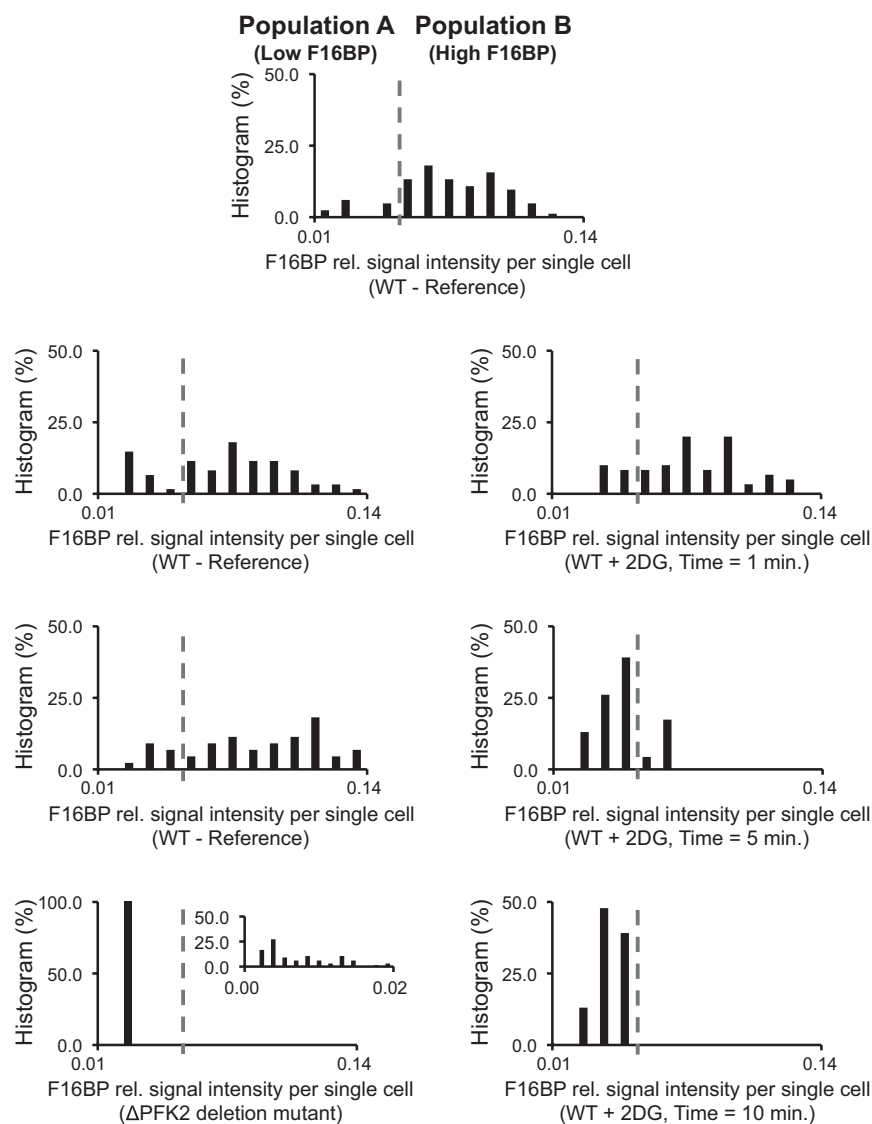 Population A Population B
(Low F16BP) (High F16BP)
50.0
25.0
0.0
Histogram (%)
0.01 0.14
F16BP rel. signal intensity per single cell
(WT - Reference)
50.0
25.0
0.0
Histogram (%)
0.01 0.14
F16BP rel. signal intensity per single cell
(WT - Reference)
50.0
25.0
0.0
Histogram (%)
0.01 0.14
F16BP rel. signal intensity per single cell
(WT + 2DG, Time = 1 min.)
50.0
25.0
0.0
Histogram (%)
0.01 0.14
F16BP rel. signal intensity per single cell
(WT - Reference)
50.0
25.0
0.0
Histogram (%)
0.01 0.14
F16BP rel. signal intensity per single cell
(WT + 2DG, Time = 5 min.)
100.0
50.0
0.0
Histogram (%)
50.0
25.0
0.0
0.00 0.02
0.01 0.14
F16BP rel. signal intensity per single cell
(ΔPFK2 deletion mutant)
50.0
25.0
0.0
Histogram (%)
0.01 0.14
F16BP rel. signal intensity per single cell
(WT + 2DG, Time = 10 min.)